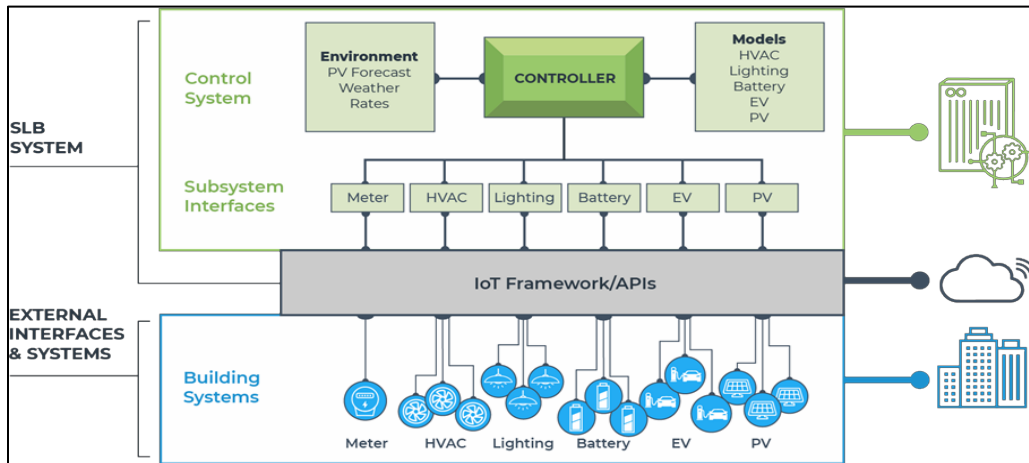 Control
System
Environment
PV Forecast
Weather
Rates
CONTROLLER
Models
HVAC
Lighting
Battery
EV
PV
SLB
SYSTEM
Subsystem
Interfaces
Meter
HVAC
Lighting
Battery
EV
PV
IoT Framework/APIs
EXTERNAL
INTERFACES
& SYSTEMS
Building
Systems
Meter
HVAC
Lighting
Battery
EV
PV